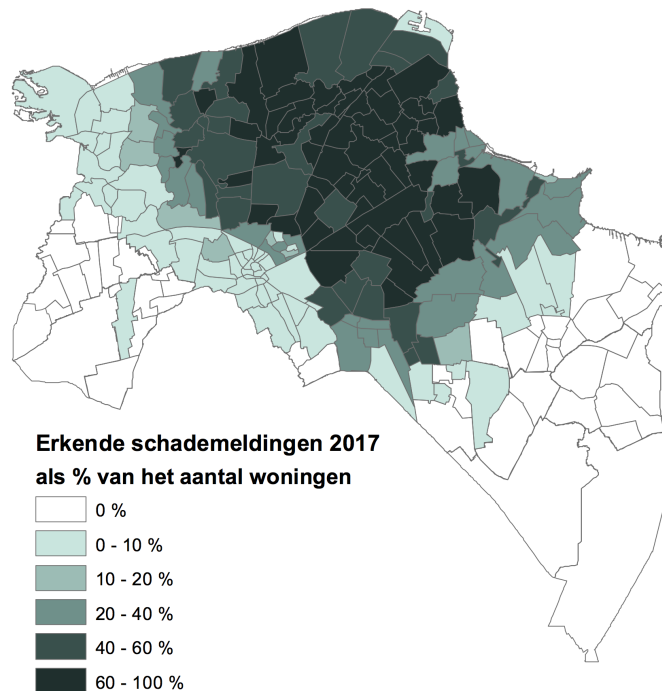 Erkende schademeldingen 2017
als % van het aantal woningen
0 %
0 - 10 %
10 - 20 %
20 - 40 %
40 - 60 %
60 - 100 %